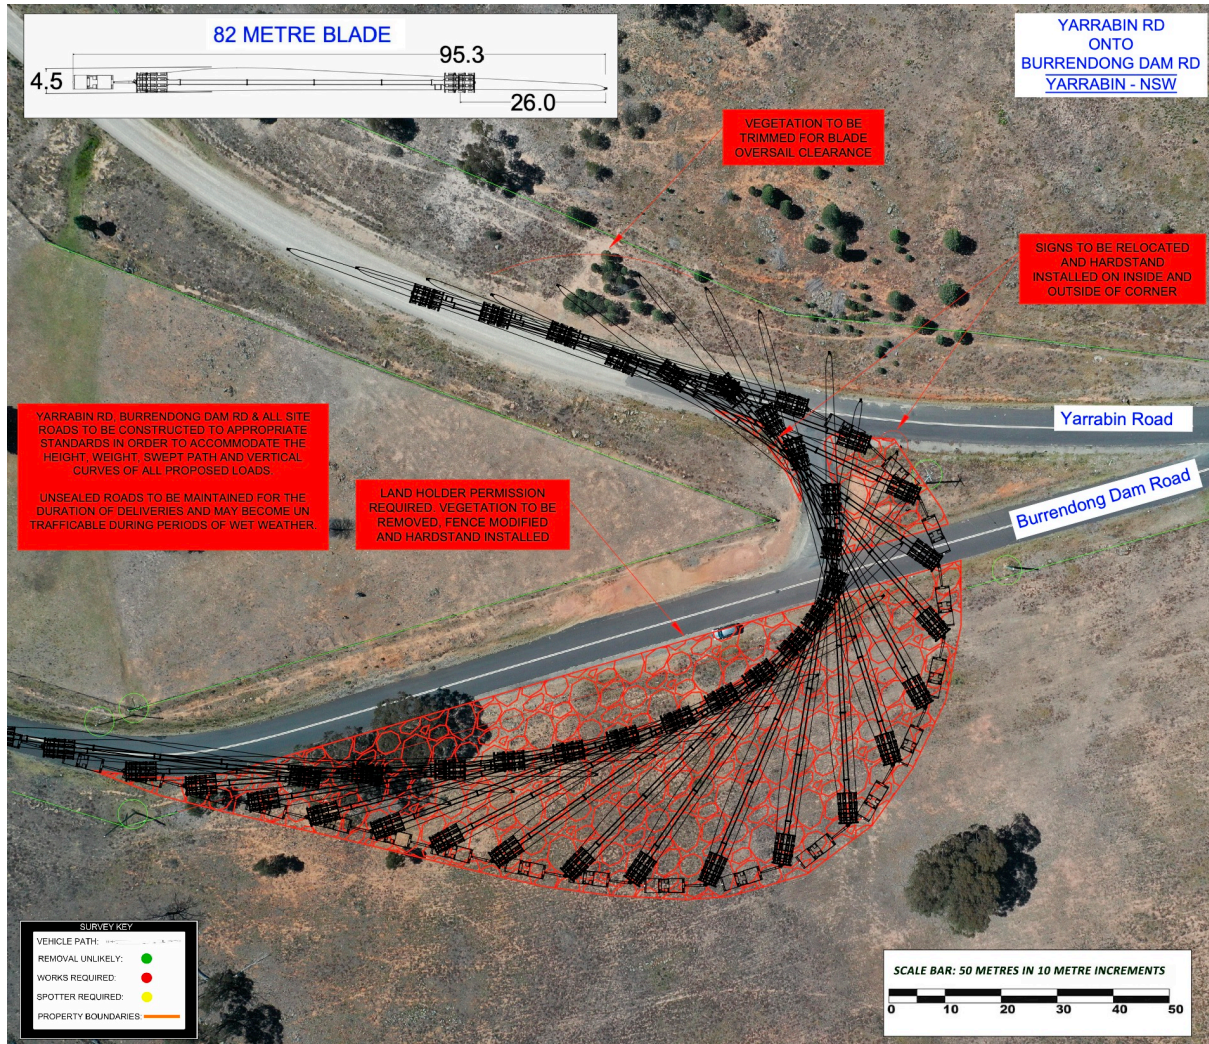 82 METRE BLADE
95.3
4.5
26.0
YARRABIN RD
ONTO
BURRENDONG DAM RD
YARRABIN - NSW
VEGETATION TO BE
TRIMMED FOR BLADE
OVERSAIL CLEARANCE
SIGNS TO BE RELOCATED
AND HARDSTAND
INSTALLED ON INSIDE AND
OUTSIDE OF CORNER
YARRABIN RD, BURRENDONG DAM RD & ALL SITE
ROADS TO BE CONSTRUCTED TO APPROPRIATE
STANDARDS IN ORDER TO ACCOMMODATE THE
HEIGHT, WEIGHT, SWEPT PATH AND VERTICAL
CURVES OF ALL PROPOSED LOADS.
UNSEALED ROADS TO BE MAINTAINED FOR THE
DURATION OF DELIVERIES AND MAY BECOME UN
TRAFFICABLE DURING PERIODS OF WET WEATHER.
LAND HOLDER PERMISSION
REQUIRED. VEGETATION TO BE
REMOVED, FENCE MODIFIED
AND HARDSTAND INSTALLED
Yarrabin Road
Burrendong Dam Road
SURVEY KEY
VEHICLE PATH:
REMOVAL UNLIKELY:
WORKS REQUIRED:
SPOTTER REQUIRED:
PROPERTY BOUNDARIES:
SCALE BAR: 50 METRES IN 10 METRE INCREMENTS
0 10 20 30 40 50